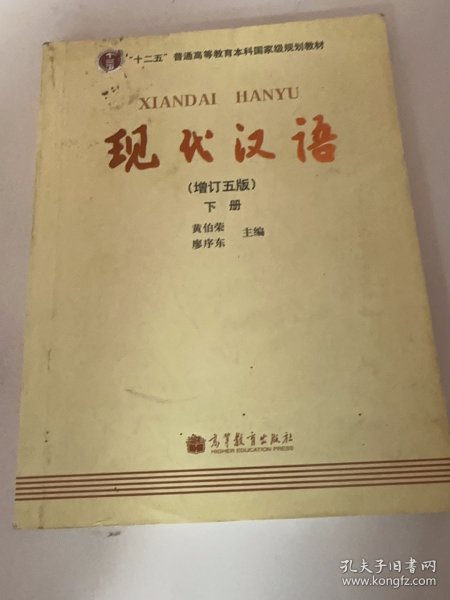 "十二五"普通高等教育本科国家级规划教材
XIANDAI HANYU
现代汉语
(增订五版)
下 册
黄伯荣
廖序东 主编
高等教育出版社
HIGHER EDUCATION PRESS
孔夫子旧书网
www.kongfz.com